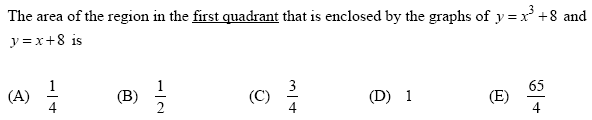 The area of the region in the first quadrant that is enclosed by the graphs of y = x³ + 8 and
y = x + 8 is
(A) 1/4 (B) 1/2 (C) 3/4 (D) 1 (E) 65/4